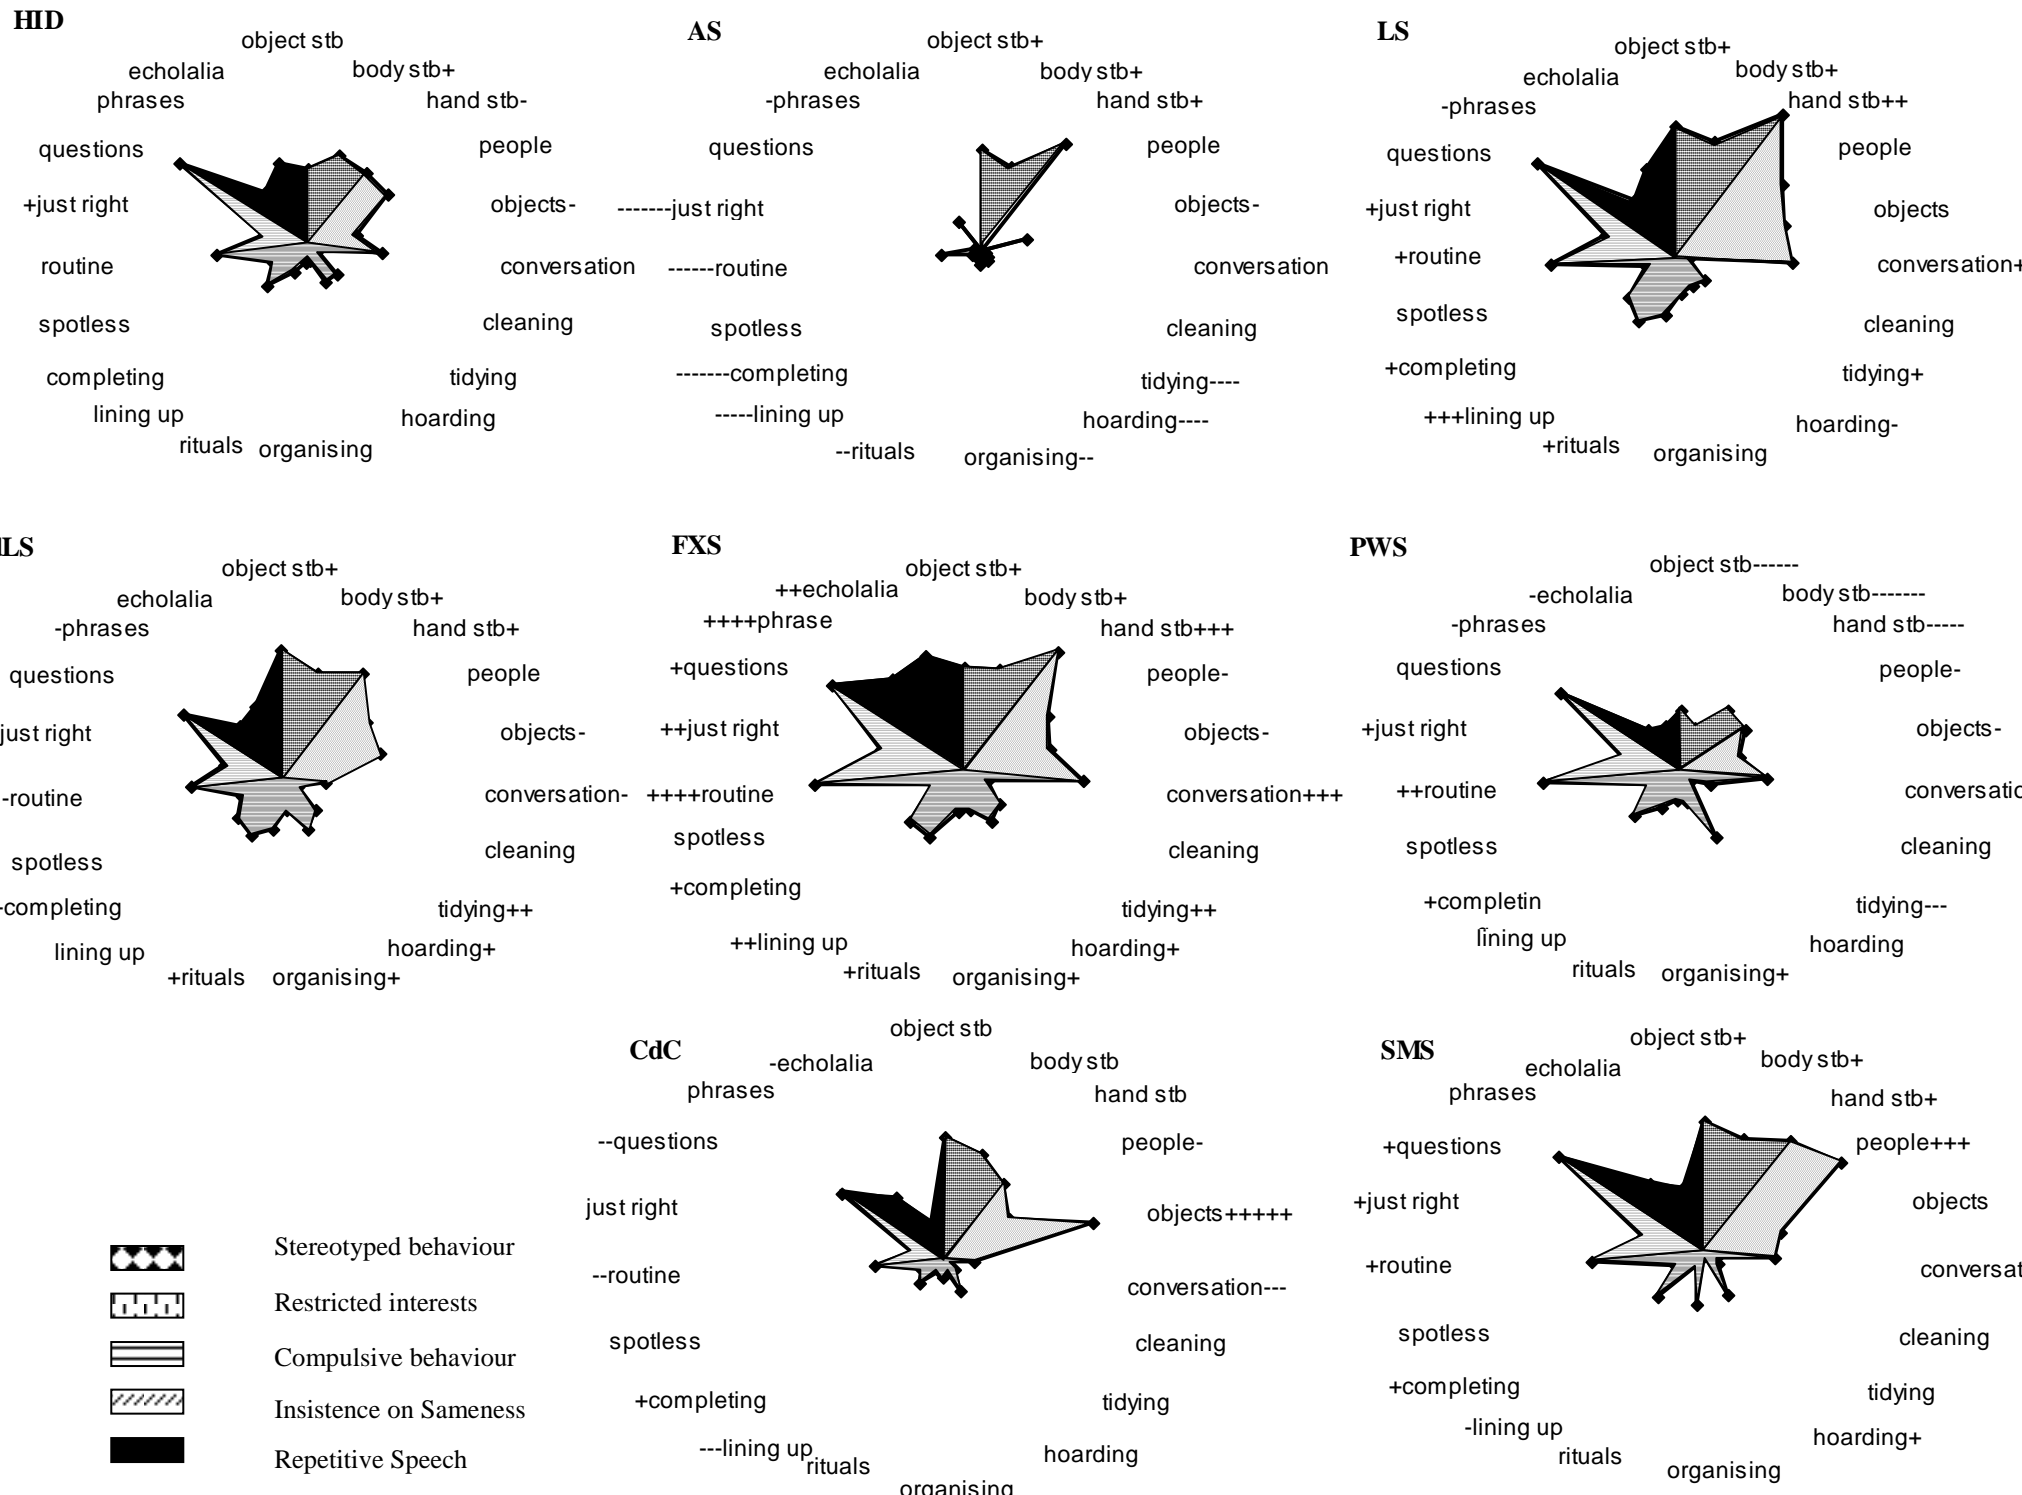 HID
object stb
echolalia
body stb+
phrases
hand stb-
questions
people
+just right
objects-
routine
conversation
spotless
cleaning
completing
tidying
lining up
hoarding
rituals
organising
AS
object stb+
echolalia
body stb+
-phrases
hand stb+
questions
people
-------just right
objects-
------routine
conversation
spotless
cleaning
-------completing
tidying----
-----lining up
hoarding----
--rituals
organising--
LS
object stb+
echolalia
body stb+
-phrases
hand stb++
questions
people
+just right
objects
+routine
conversation+
spotless
cleaning
+completing
tidying+
+++lining up
hoarding-
+rituals
organising
LS
object stb+
echolalia
body stb+
-phrases
hand stb+
questions
people
just right
objects-
-routine
conversation-
spotless
cleaning
-completing
tidying++
lining up
hoarding+
+rituals
organising+
FXS
object stb+
++echolalia
body stb+
++++phrase
hand stb+++
+questions
people-
++just right
objects-
++++routine
conversation+++
spotless
cleaning
+completing
tidying++
++lining up
hoarding+
+rituals
organising+
PWS
object stb------
-echolalia
body stb-------
-phrases
hand stb-----
questions
people-
+just right
objects-
++routine
conversatio
spotless
cleaning
+completin
tidying---
lining up
hoarding
rituals
organising+
CdC
object stb
-echolalia
body stb
phrases
hand stb
--questions
people-
just right
objects+++++
--routine
conversation---
spotless
cleaning
+completing
tidying
---lining up
hoarding
rituals
organising
SMS
object stb+
echolalia
body stb+
phrases
hand stb+
+questions
people+++
+just right
objects
+routine
conversat
spotless
cleaning
+completing
tidying
-lining up
hoarding+
rituals
organising
Stereotyped behaviour
Restricted interests
Compulsive behaviour
Insistence on Sameness
Repetitive Speech